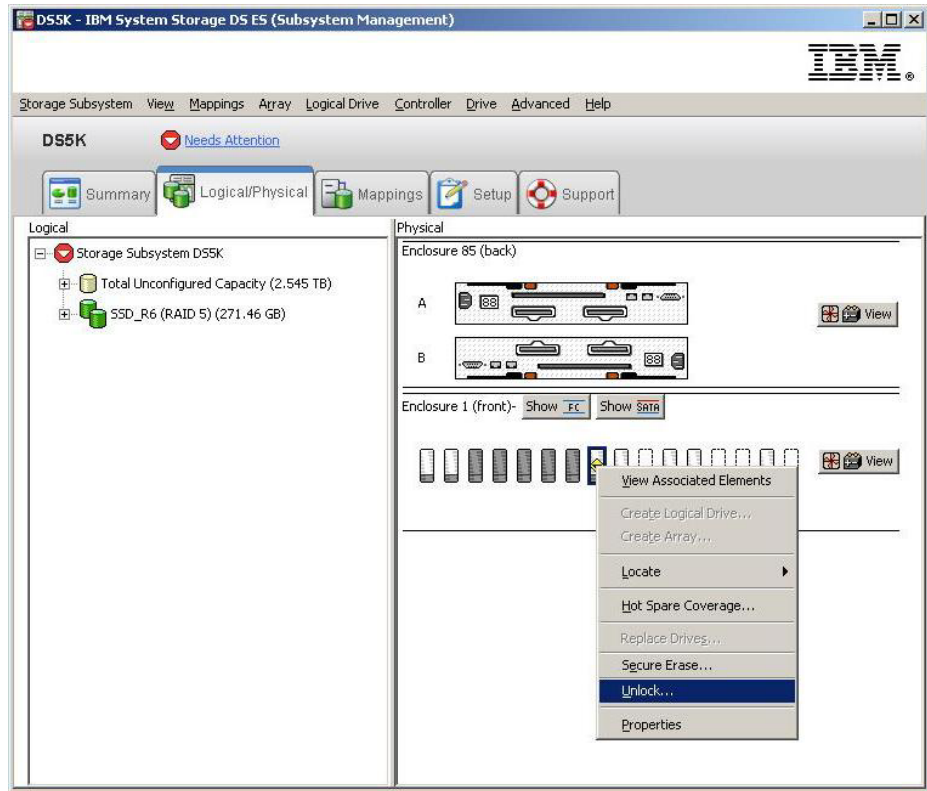 DS5K - IBM System Storage DS ES (Subsystem Management)
IBM®
Storage Subsystem View Mappings Array Logical Drive Controller Drive Advanced Help
DS5K Needs Attention
Summary Logical/Physical Mappings Setup Support
Logical
Storage Subsystem DS5K
Total Unconfigured Capacity (2.545 TB)
SSD_R6 (RAID 5) (271.46 GB)
Physical
Enclosure 85 (back)
A
88
View
B
88
Enclosure 1 (front)- Show FC Show SATA
View
View Associated Elements
Create Logical Drive...
Create Array...
Locate
Hot Spare Coverage...
Replace Drives...
Secure Erase...
Unlock...
Properties